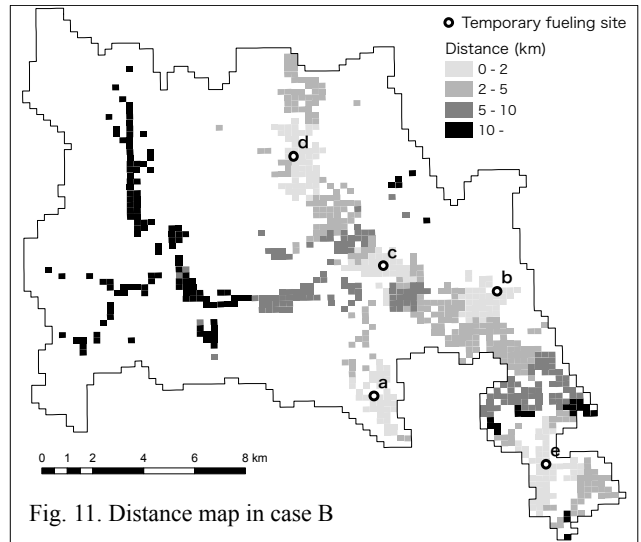 Temporary fueling site
Distance (km)
0 - 2
2 - 5
5 - 10
10 -
d
c
b
a
e
0 1 2 4 6 8 km
Fig. 11. Distance map in case B